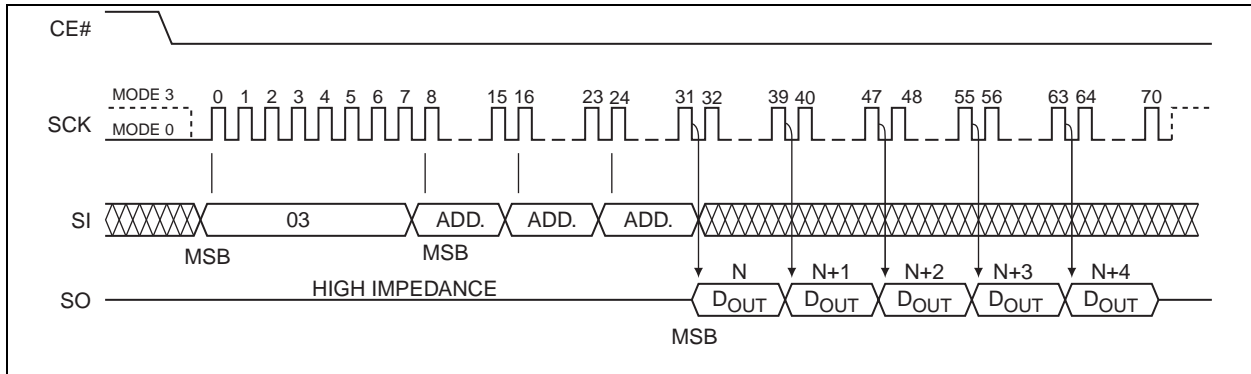 CE#
MODE 3
0 1 2 3 4 5 6 7 8 15 16 23 24 31 32 39 40 47 48 55 56 63 64 70
SCK
MODE 0
SI
03 ADD. ADD. ADD.
MSB MSB
N N+1 N+2 N+3 N+4
HIGH IMPEDANCE
SO
DOUT DOUT DOUT DOUT DOUT
MSB